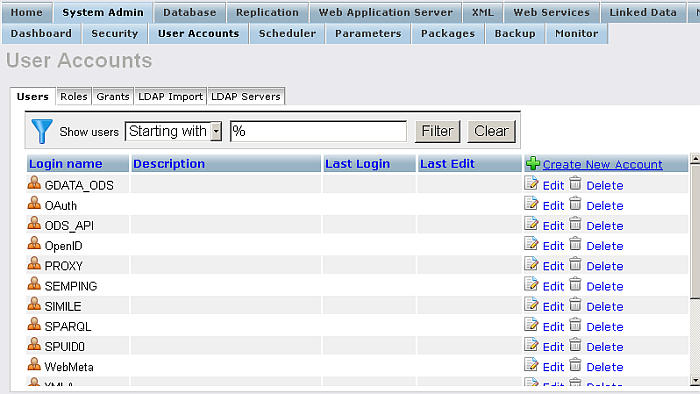 Home System Admin Database Replication Web Application Server XML Web Services Linked Data
Dashboard Security User Accounts Scheduler Parameters Packages Backup Monitor
User Accounts
Users Roles Grants LDAP Import LDAP Servers
Show users Starting with % Filter Clear
Login name Description Last Login Last Edit Create New Account
GDATA_ODS Edit Delete
OAuth Edit Delete
ODS_API Edit Delete
OpenID Edit Delete
PROXY Edit Delete
SEMPING Edit Delete
SIMILE Edit Delete
SPARQL Edit Delete
SPUID0 Edit Delete
WebMeta Edit Delete
Edit Delete